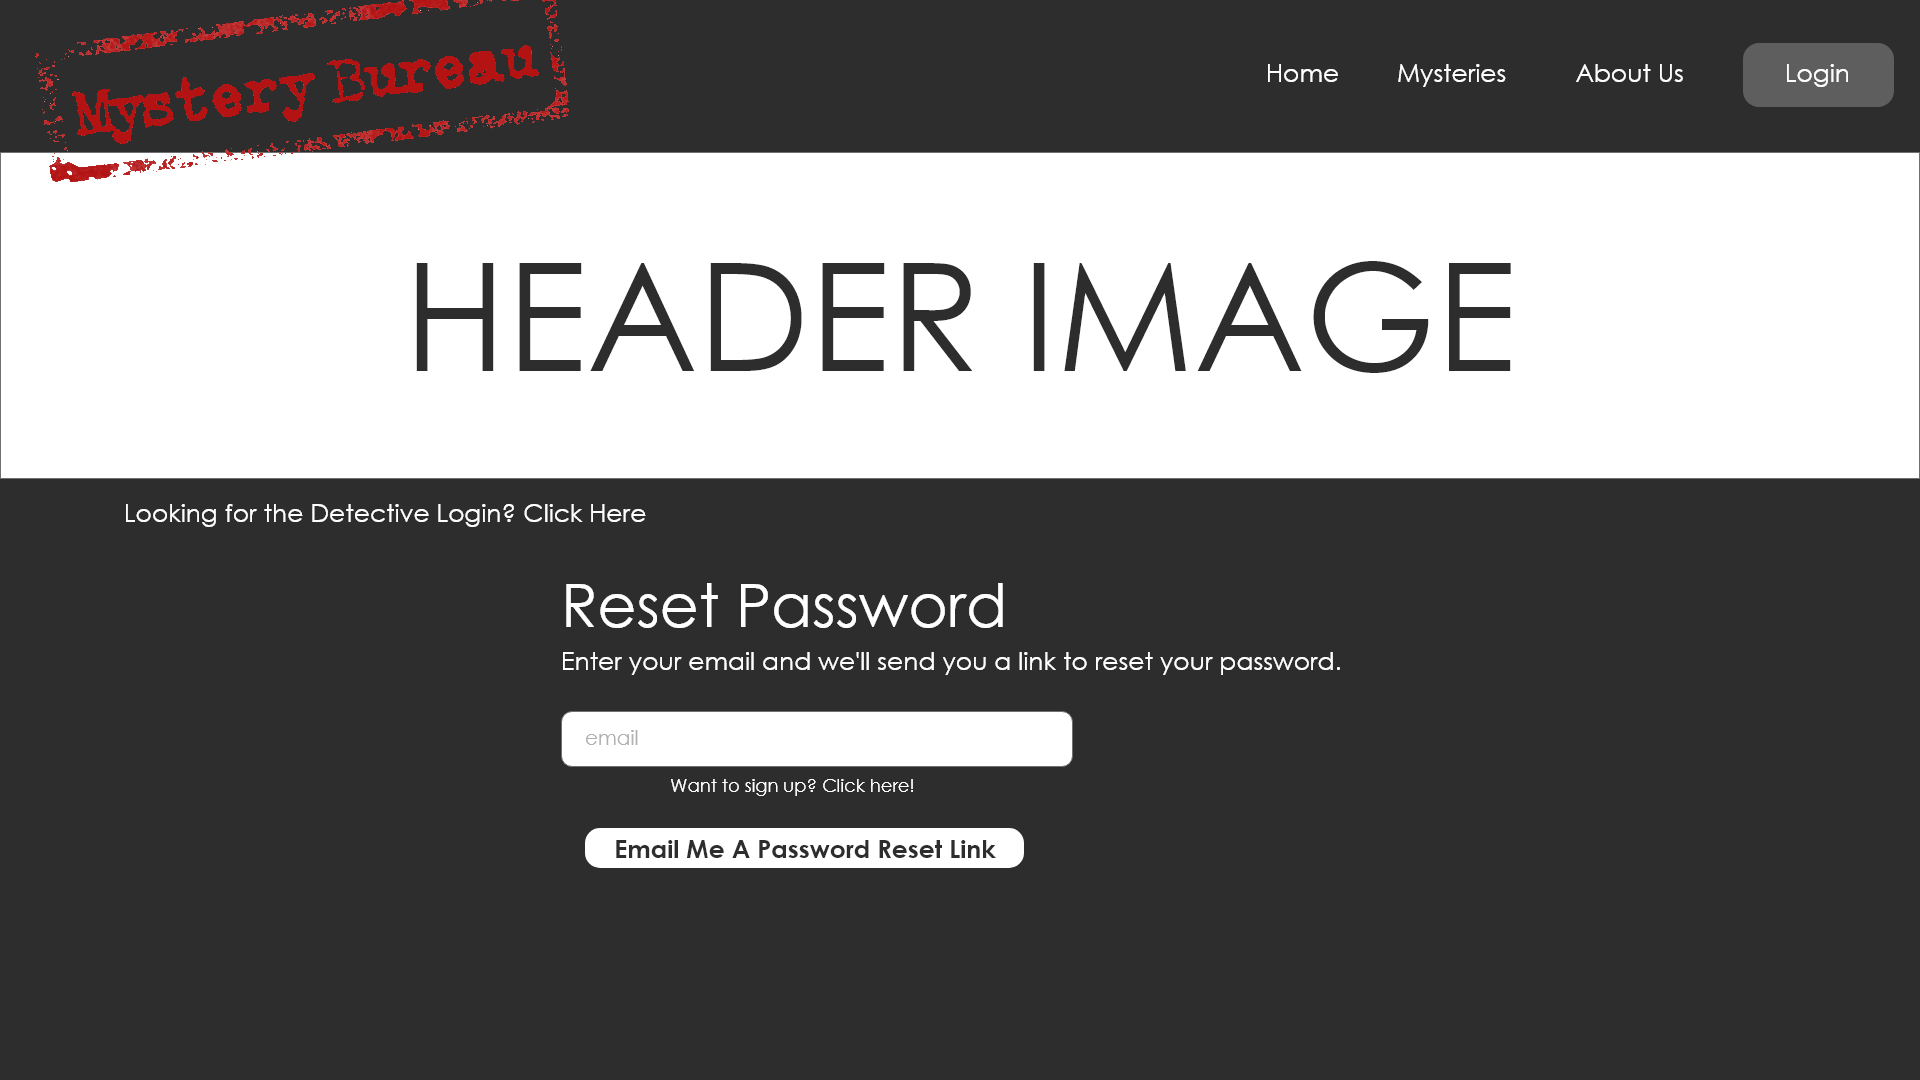 Mystery Bureau
Home Mysteries About Us Login
HEADER IMAGE
Looking for the Detective Login? Click Here
Reset Password
Enter your email and we'll send you a link to reset your password.
email
Want to sign up? Click here!
Email Me A Password Reset Link